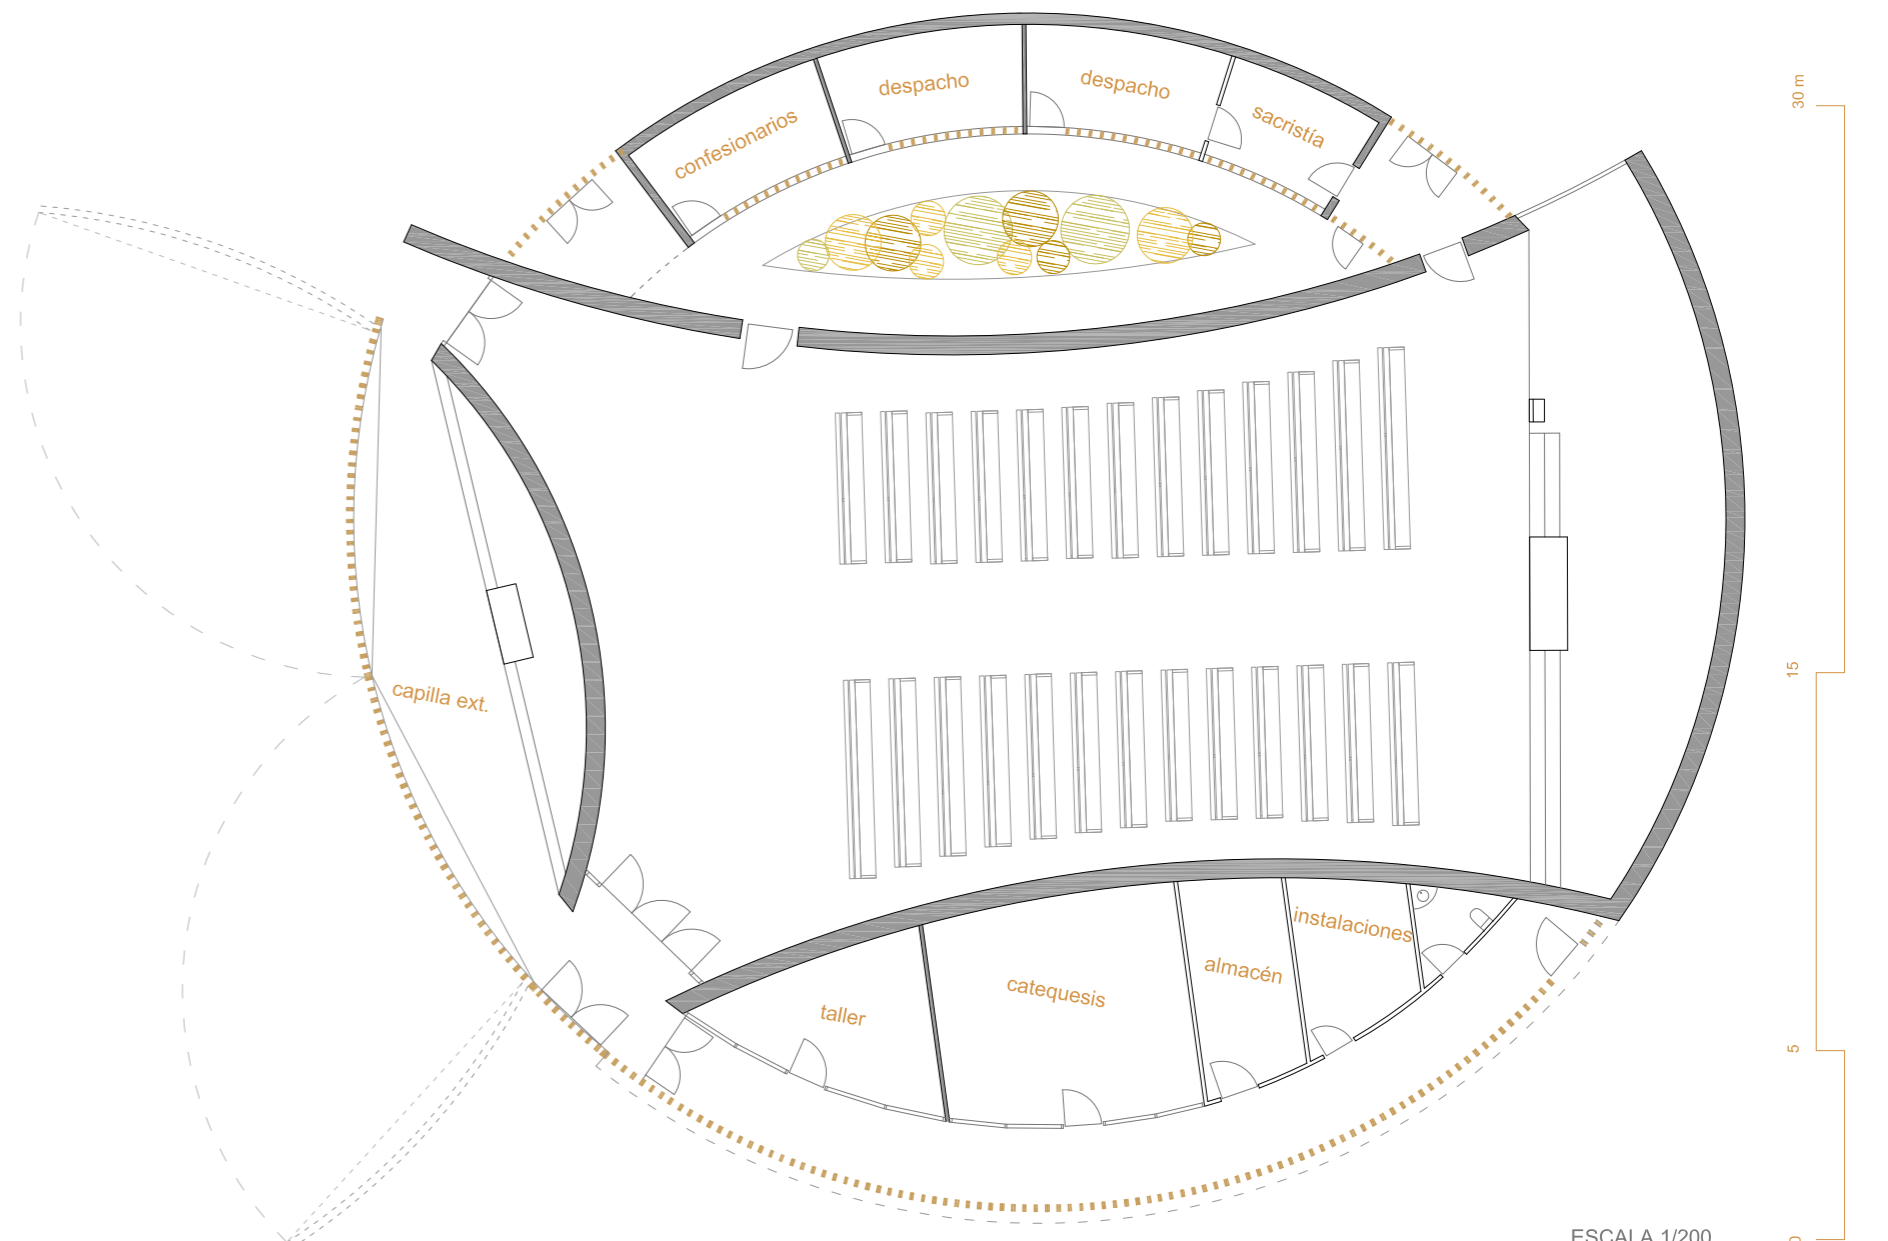 despacho
despacho
confesionarios
sacristía
30 m
15
capilla ext.
instalaciones
almacén
catequesis
taller
5
0
ESCALA 1/200